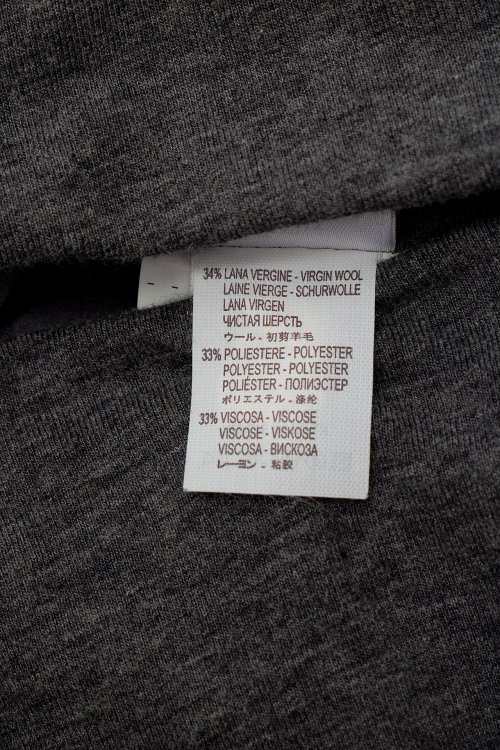 34% LANA VERGINE - VIRGIN WOOL
LAINE VIERGE - SCHURWOLLE
LANA VIRGEN
ЧИСТАЯ ШЕРСТЬ
ウール - 初剪羊毛
33% POLIESTERE - POLYESTER
POLYESTER - POLYESTER
POLIÉSTER - ПОЛИЭСТЕР
ポリエステル - 涤纶
33% VISCOSA - VISCOSE
VISCOSE - VISKOSE
VISCOSA - ВИСКОЗА
レーヨン - 粘胶